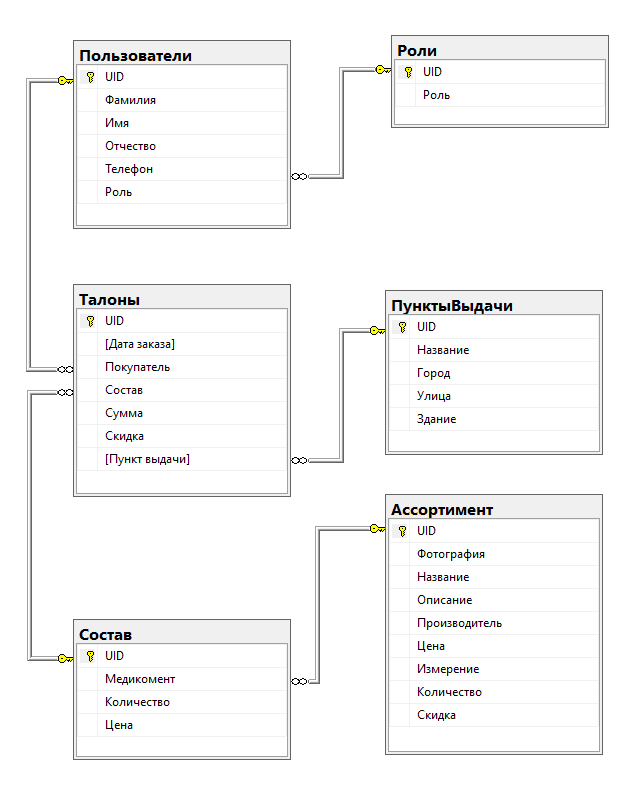 Пользователи
UID
Фамилия
Имя
Отчество
Телефон
Роль
Роли
UID
Роль
Талоны
UID
[Дата заказа]
Покупатель
Состав
Сумма
Скидка
[Пункт выдачи]
ПунктыВыдачи
UID
Название
Город
Улица
Здание
Ассортимент
UID
Фотография
Название
Описание
Производитель
Цена
Измерение
Количество
Скидка
Состав
UID
Медикомент
Количество
Цена